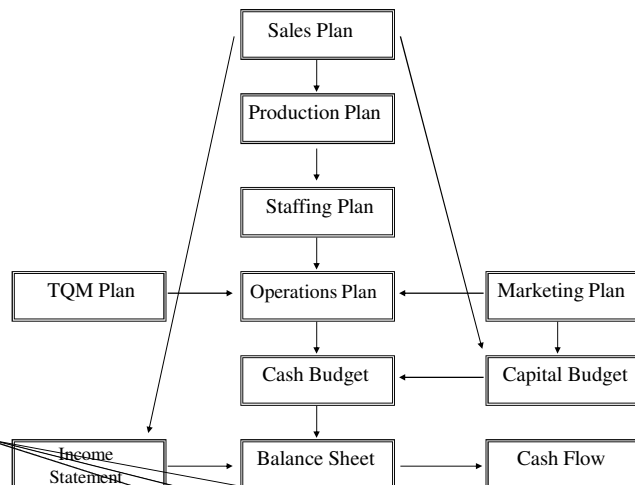 Sales Plan
Production Plan
Staffing Plan
TQM Plan
Operations Plan
Marketing Plan
Cash Budget
Capital Budget
Income
Statement
Balance Sheet
Cash Flow